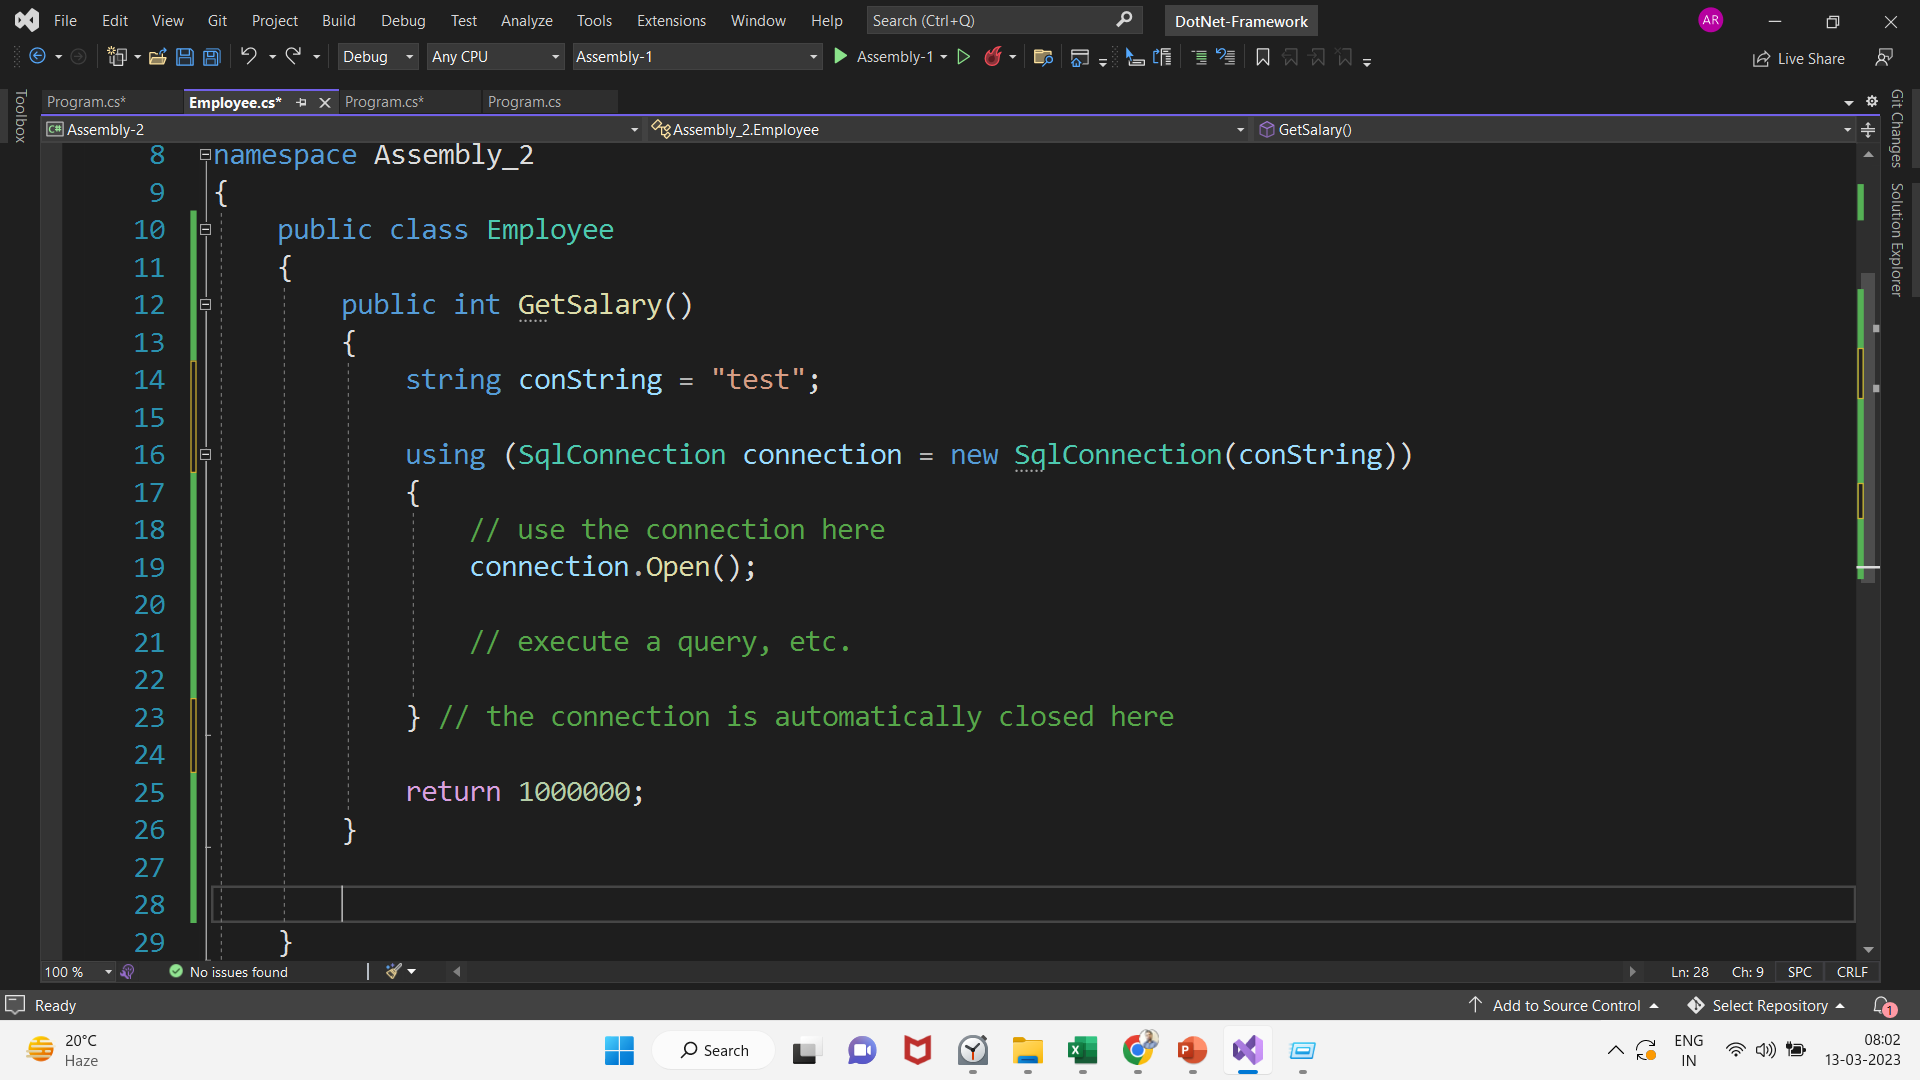 File Edit View Git Project Build Debug Test Analyze Tools Extensions Window Help Search (Ctrl+Q) DotNet-Framework AR
Debug Any CPU Assembly-1 Assembly-1 Live Share
Toolbox
Program.cs* Employee.cs* Program.cs* Program.cs
C# Assembly-2 Assembly_2.Employee GetSalary()
Git Changes
Solution Explorer
8 namespace Assembly_2
9 {
10 public class Employee
11 {
12 public int GetSalary()
13 {
14 string conString = "test";
15
16 using (SqlConnection connection = new SqlConnection(conString))
17 {
18 // use the connection here
19 connection.Open();
20
21 // execute a query, etc.
22
23 } // the connection is automatically closed here
24
25 return 1000000;
26 }
27
28
29 }
100 % No issues found Ln: 28 Ch: 9 SPC CRLF
Ready Add to Source Control Select Repository 1
20°C
Haze
Search
ENG
IN
08:02
13-03-2023